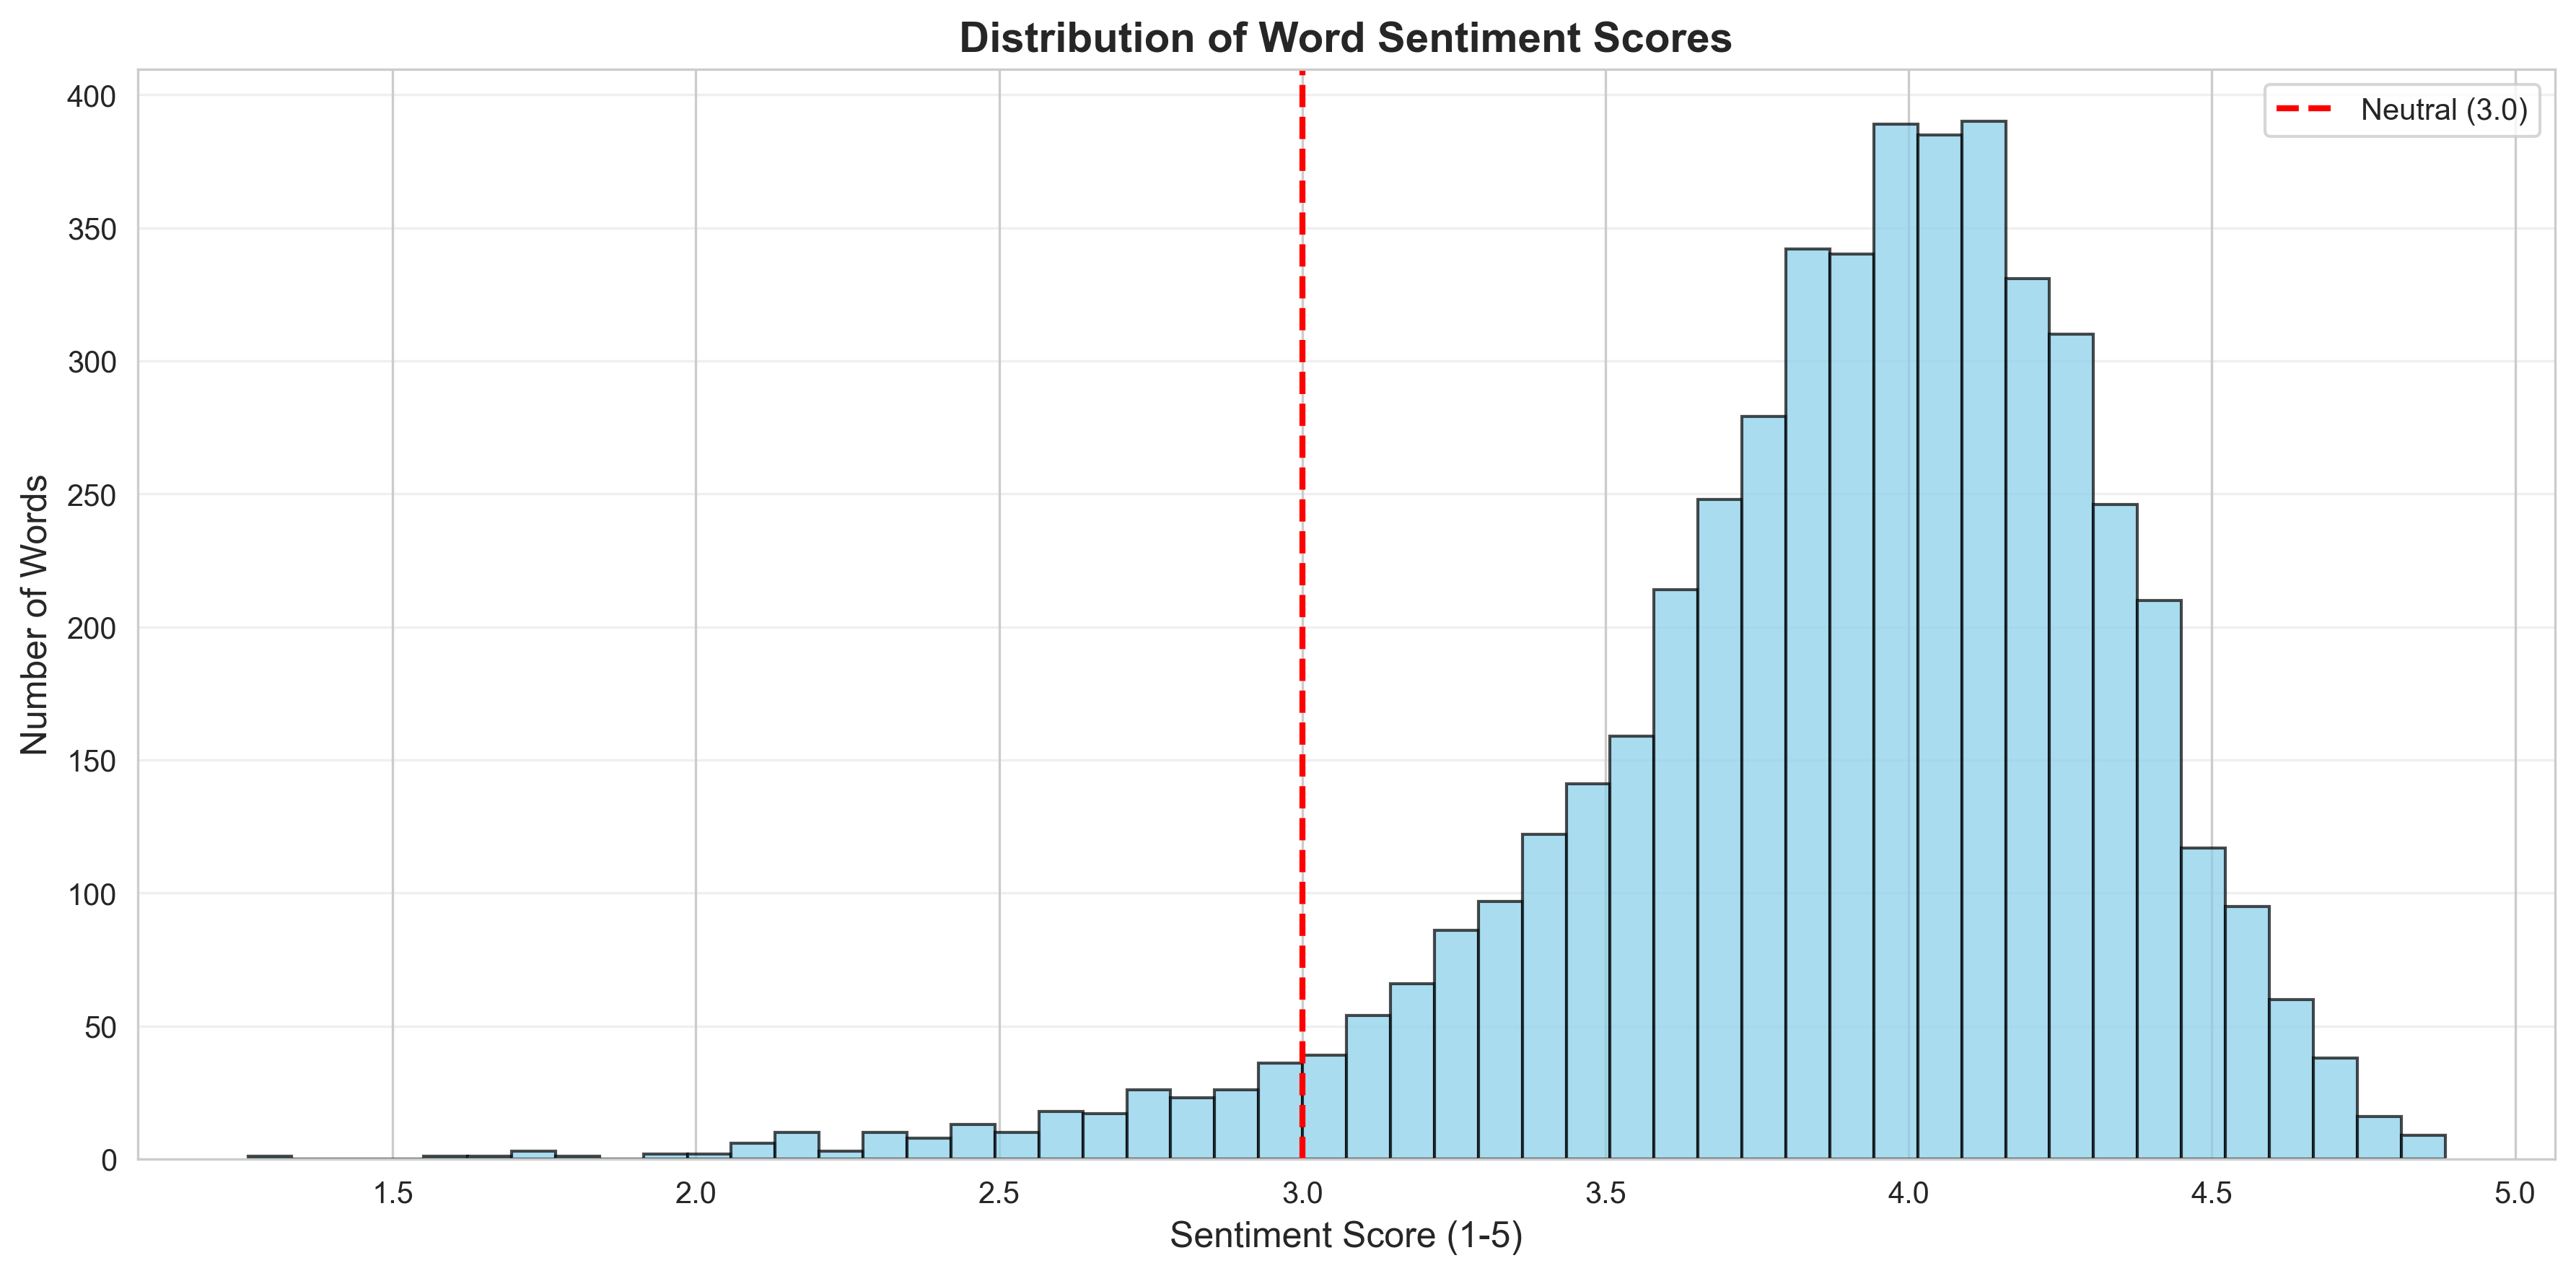 Distribution of Word Sentiment Scores
Neutral (3.0)
Number of Words
400
350
300
250
200
150
100
50
0
1.5 2.0 2.5 3.0 3.5 4.0 4.5 5.0
Sentiment Score (1-5)